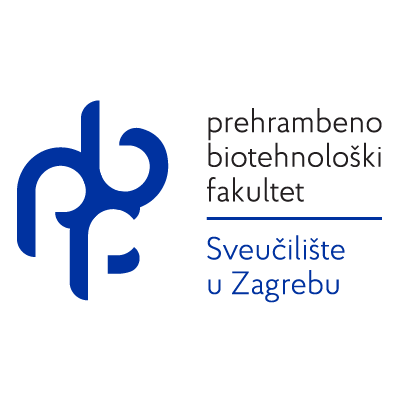 prehrambeno
biotehnološki
fakultet
Sveučilište
u Zagrebu